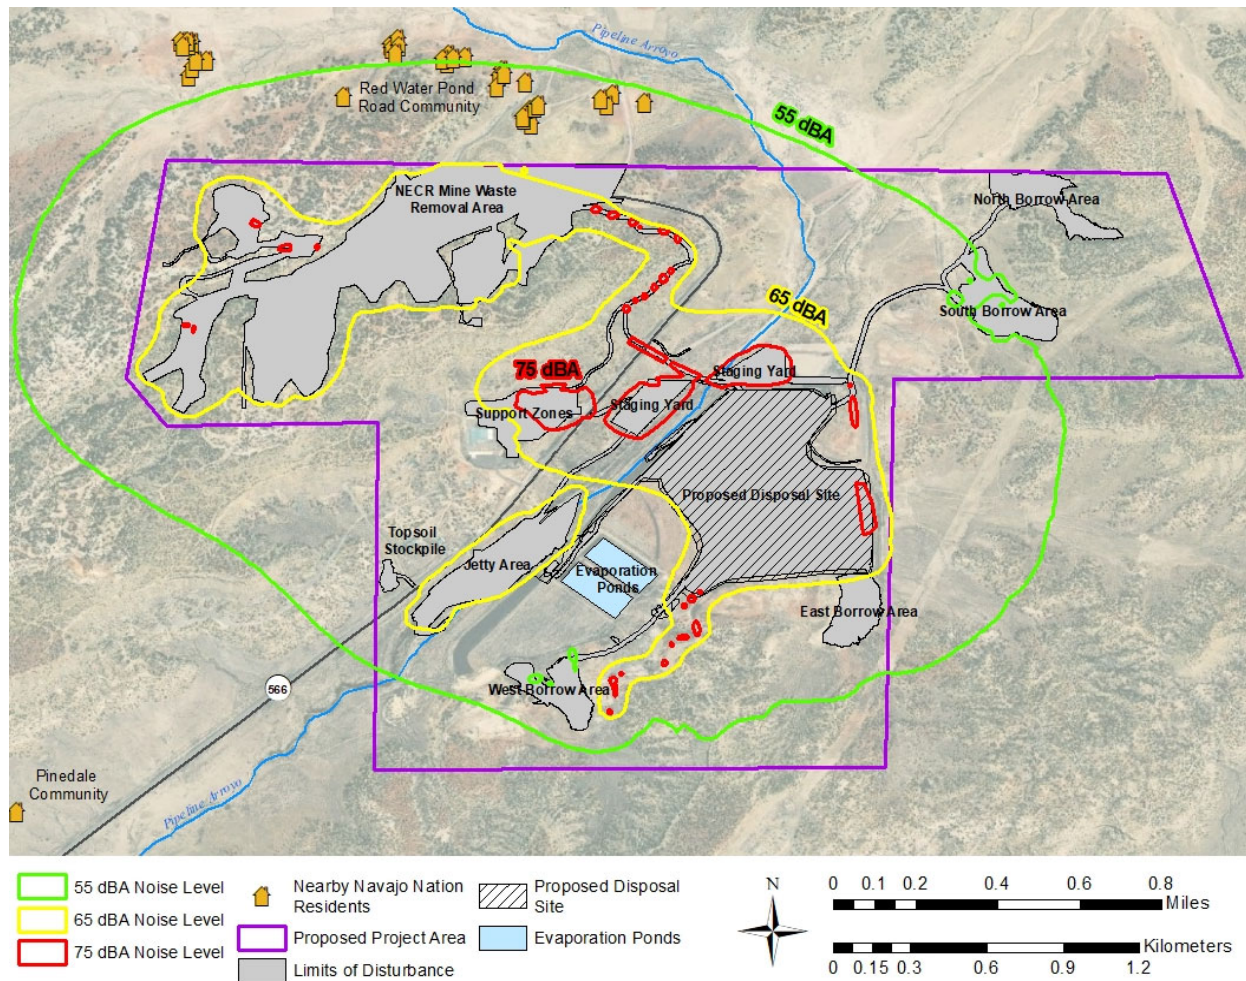 Pipeline Arroyo
Red Water Pond
Road Community
55 dBA
NECR Mine Waste
Removal Area
North Borrow Area
65 dBA
South Borrow Area
75 dBA
Staging Yard
Support Zones
Staging Yard
Proposed Disposal Site
Topsoil
Stockpile
Jetty Area
Evaporation
Ponds
East Borrow Area
West Borrow Area
566
Pinedale
Community
Pipeline Arroyo
55 dBA Noise Level
65 dBA Noise Level
75 dBA Noise Level
Nearby Navajo Nation
Residents
Proposed Project Area
Limits of Disturbance
Proposed Disposal
Site
Evaporation Ponds
N
0 0.1 0.2 0.4 0.6 0.8
Miles
Kilometers
0 0.15 0.3 0.6 0.9 1.2